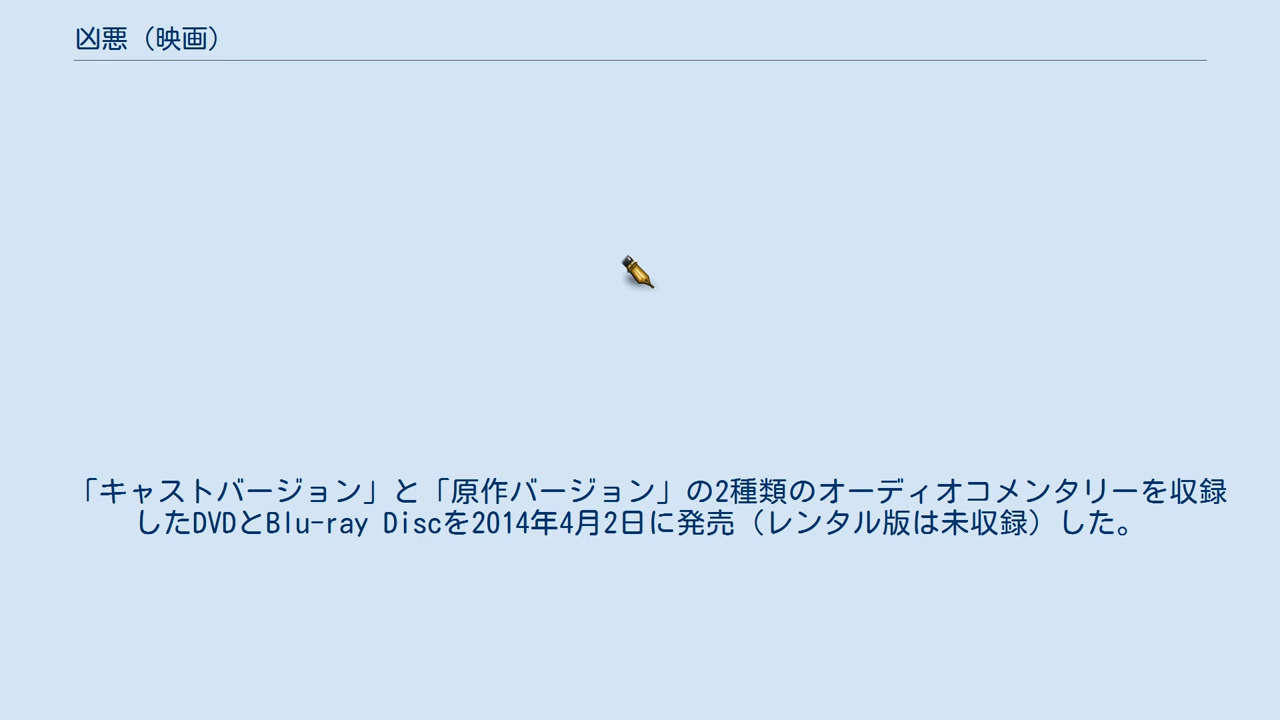 凶悪（映画）
「キャストバージョン」と「原作バージョン」の2種類のオーディオコメンタリーを収録
したDVDとBlu-ray Discを2014年4月2日に発売（レンタル版は未収録）した。